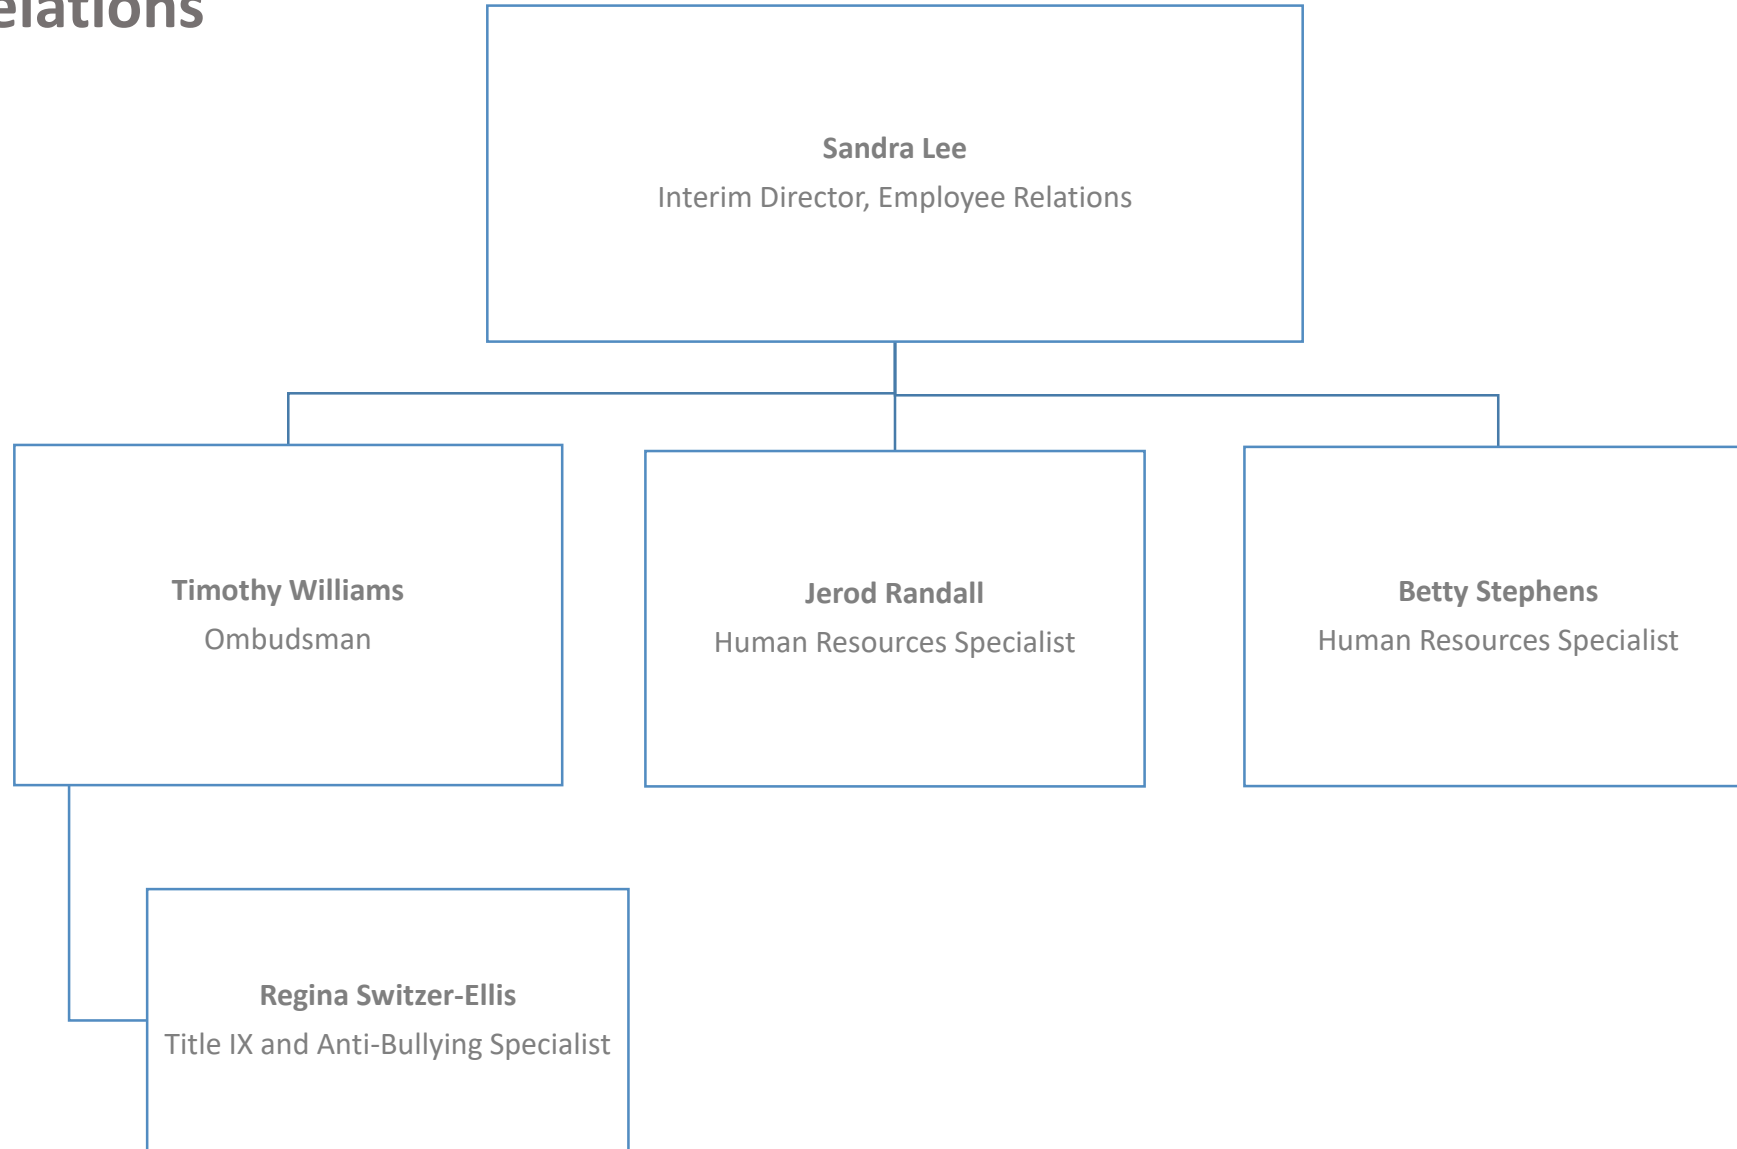 elations
Sandra Lee
Interim Director, Employee Relations
Timothy Williams
Ombudsman
Jerod Randall
Human Resources Specialist
Betty Stephens
Human Resources Specialist
Regina Switzer-Ellis
Title IX and Anti-Bullying Specialist